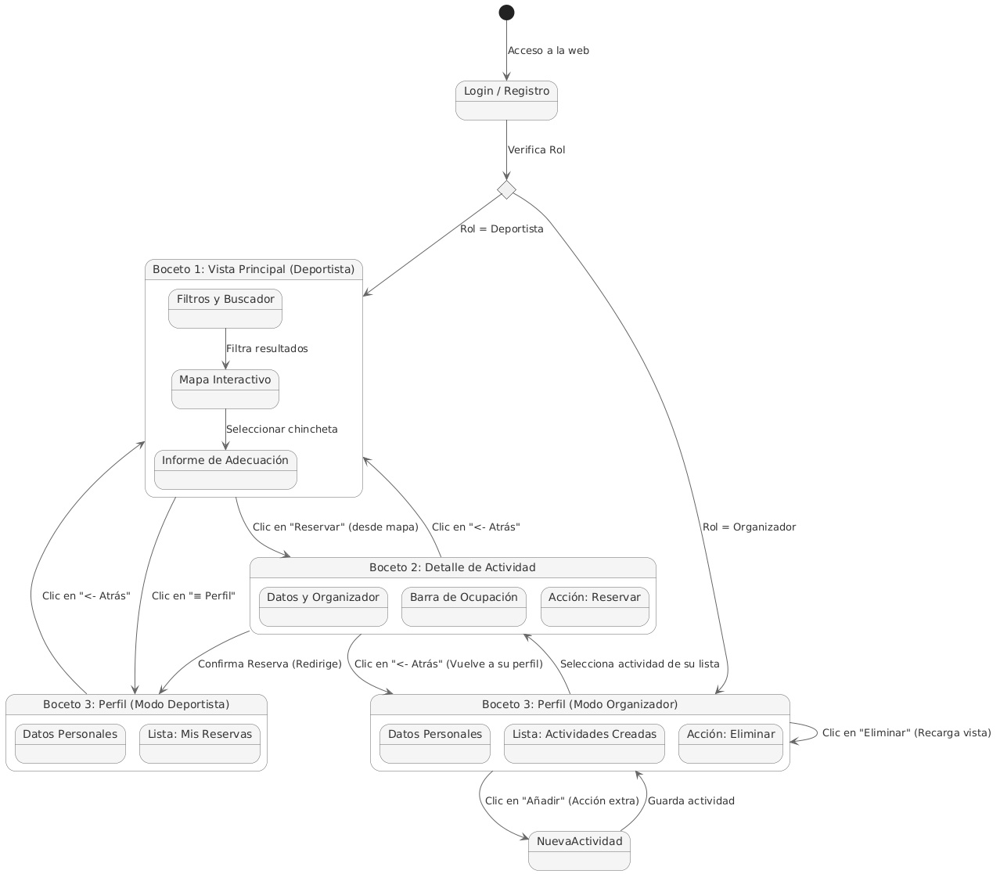 Acceso a la web
Login / Registro
Verifica Rol
Rol = Deportista
Boceto 1: Vista Principal (Deportista)
Filtros y Buscador
Filtra resultados
Mapa Interactivo
Seleccionar chincheta
Informe de Adecuación
Clic en "Reservar" (desde mapa)
Clic en "<- Atrás"
Rol = Organizador
Boceto 2: Detalle de Actividad
Datos y Organizador
Barra de Ocupación
Acción: Reservar
Clic en "<- Atrás"
Clic en "≡ Perfil"
Confirma Reserva (Redirige)
Clic en "<- Atrás" (Vuelve a su perfil)
Selecciona actividad de su lista
Boceto 3: Perfil (Modo Deportista)
Datos Personales
Lista: Mis Reservas
Boceto 3: Perfil (Modo Organizador)
Datos Personales
Lista: Actividades Creadas
Acción: Eliminar
Clic en "Eliminar" (Recarga vista)
Clic en "Añadir" (Acción extra)
Guarda actividad
NuevaActividad